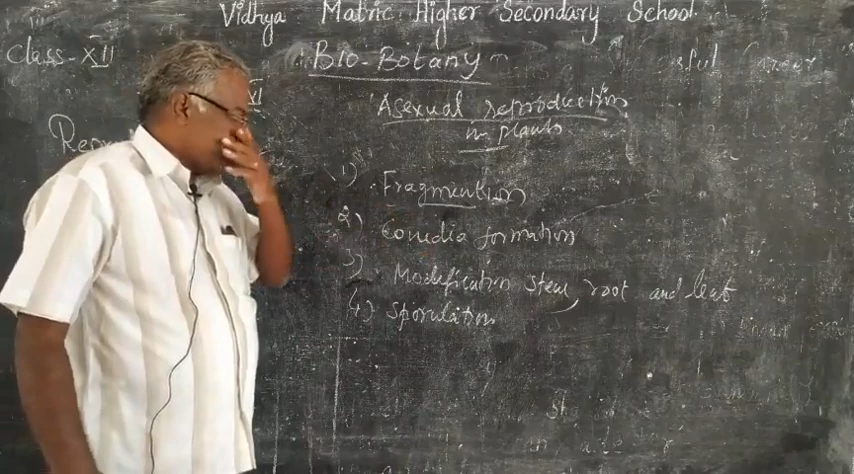 Vidhya Matric Higher Secondary School.
Class-XII
Bio-Botany
Asexual reproduction
in plants
1) Fragmention
2) Conidia formation
3) Modification stem, root and leaf
4) Sporulation